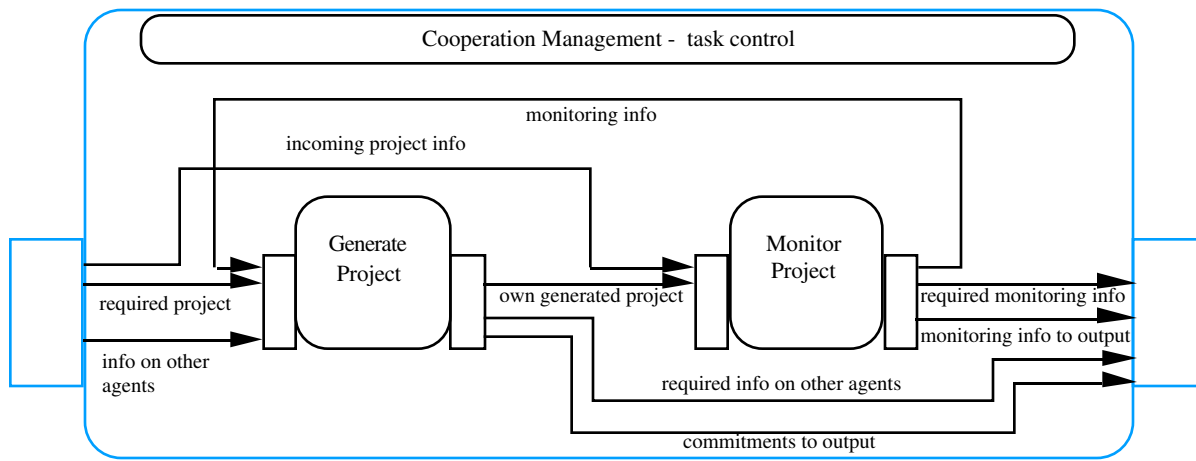 Cooperation Management - task control
monitoring info
incoming project info
Generate
Project
Monitor
Project
required project
own generated project
required monitoring info
info on other
agents
monitoring info to output
required info on other agents
commitments to output